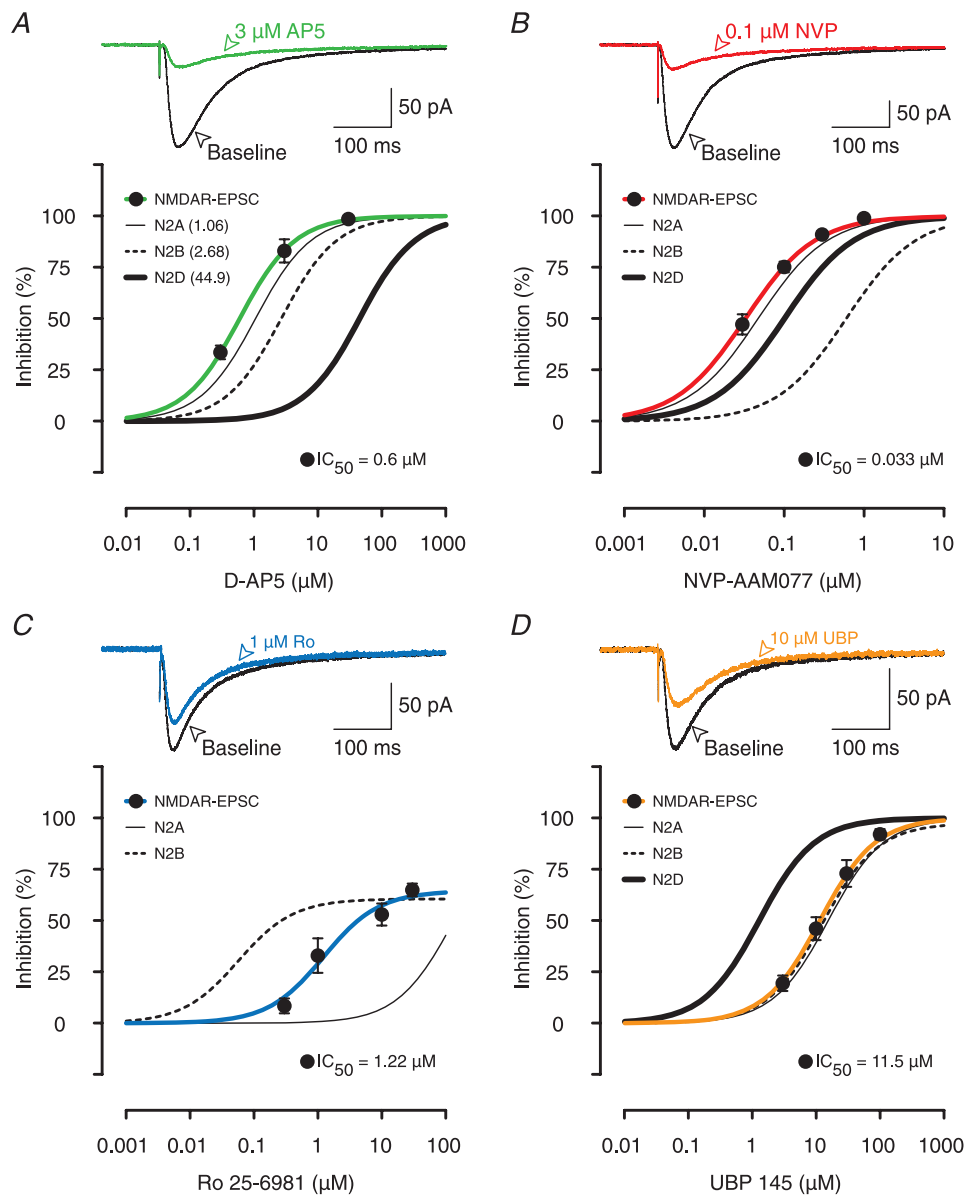 A
3 µM AP5
50 pA
Baseline
100 ms
100
75
50
25
0
Inhibition (%)
NMDAR-EPSC
N2A (1.06)
N2B (2.68)
N2D (44.9)
IC50 = 0.6 µM
0.01 0.1 1 10 100 1000
D-AP5 (µM)
B
0.1 µM NVP
50 pA
Baseline
100 ms
100
75
50
25
0
Inhibition (%)
NMDAR-EPSC
N2A
N2B
N2D
IC50 = 0.033 µM
0.001 0.01 0.1 1 10
NVP-AAM077 (µM)
C
1 µM Ro
50 pA
Baseline
100 ms
100
75
50
25
0
Inhibition (%)
NMDAR-EPSC
N2A
N2B
IC50 = 1.22 µM
0.001 0.01 0.1 1 10 100
Ro 25-6981 (µM)
D
10 µM UBP
50 pA
Baseline
100 ms
100
75
50
25
0
Inhibition (%)
NMDAR-EPSC
N2A
N2B
N2D
IC50 = 11.5 µM
0.01 0.1 1 10 100 1000
UBP 145 (µM)